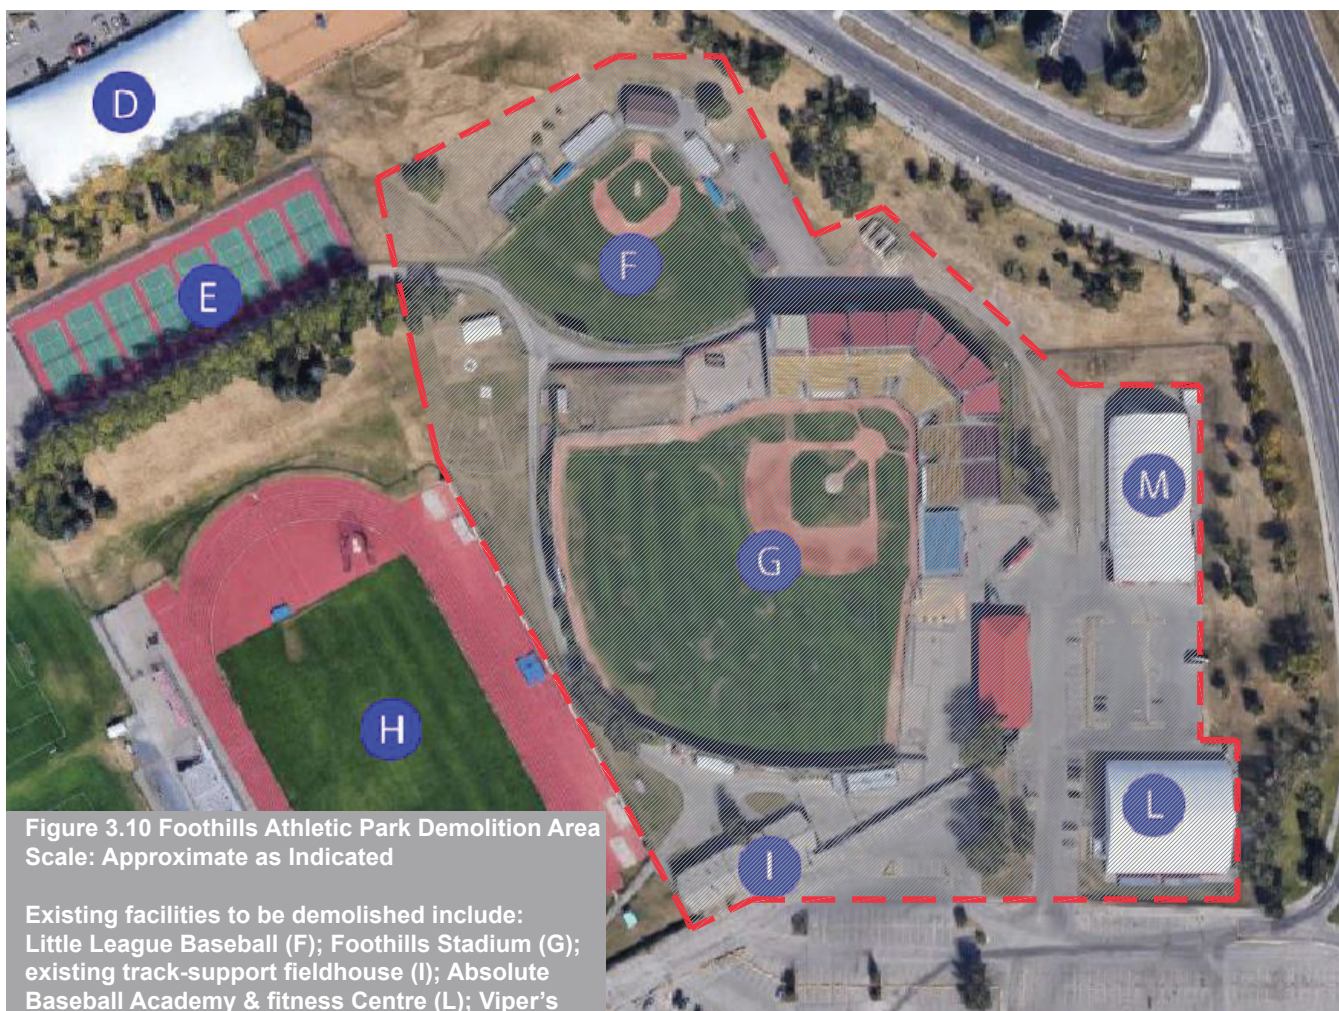 D
E
F
M
G
H
L
I
Figure 3.10 Foothills Athletic Park Demolition Area
Scale: Approximate as Indicated
Existing facilities to be demolished include:
Little League Baseball (F); Foothills Stadium (G);
existing track-support fieldhouse (I); Absolute
Baseball Academy & fitness Centre (L); Viper's